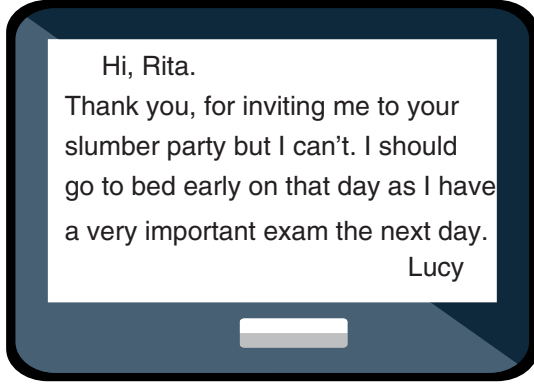 Hi, Rita.
Thank you, for inviting me to your
slumber party but I can’t. I should
go to bed early on that day as I have
a very important exam the next day.
Lucy